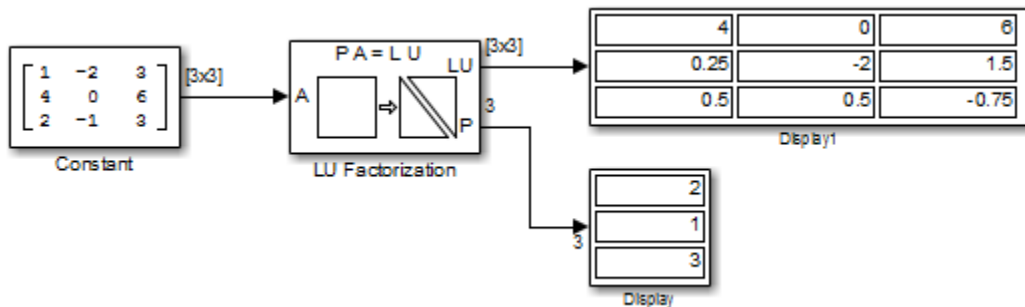 1 −2 3
4 0 6
2 −1 3
Constant
[3x3]
P A = L U
A
LU
P
LU Factorization
[3x3]
3
4 0 6
0.25 -2 1.5
0.5 0.5 -0.75
Display1
3
2
1
3
Display